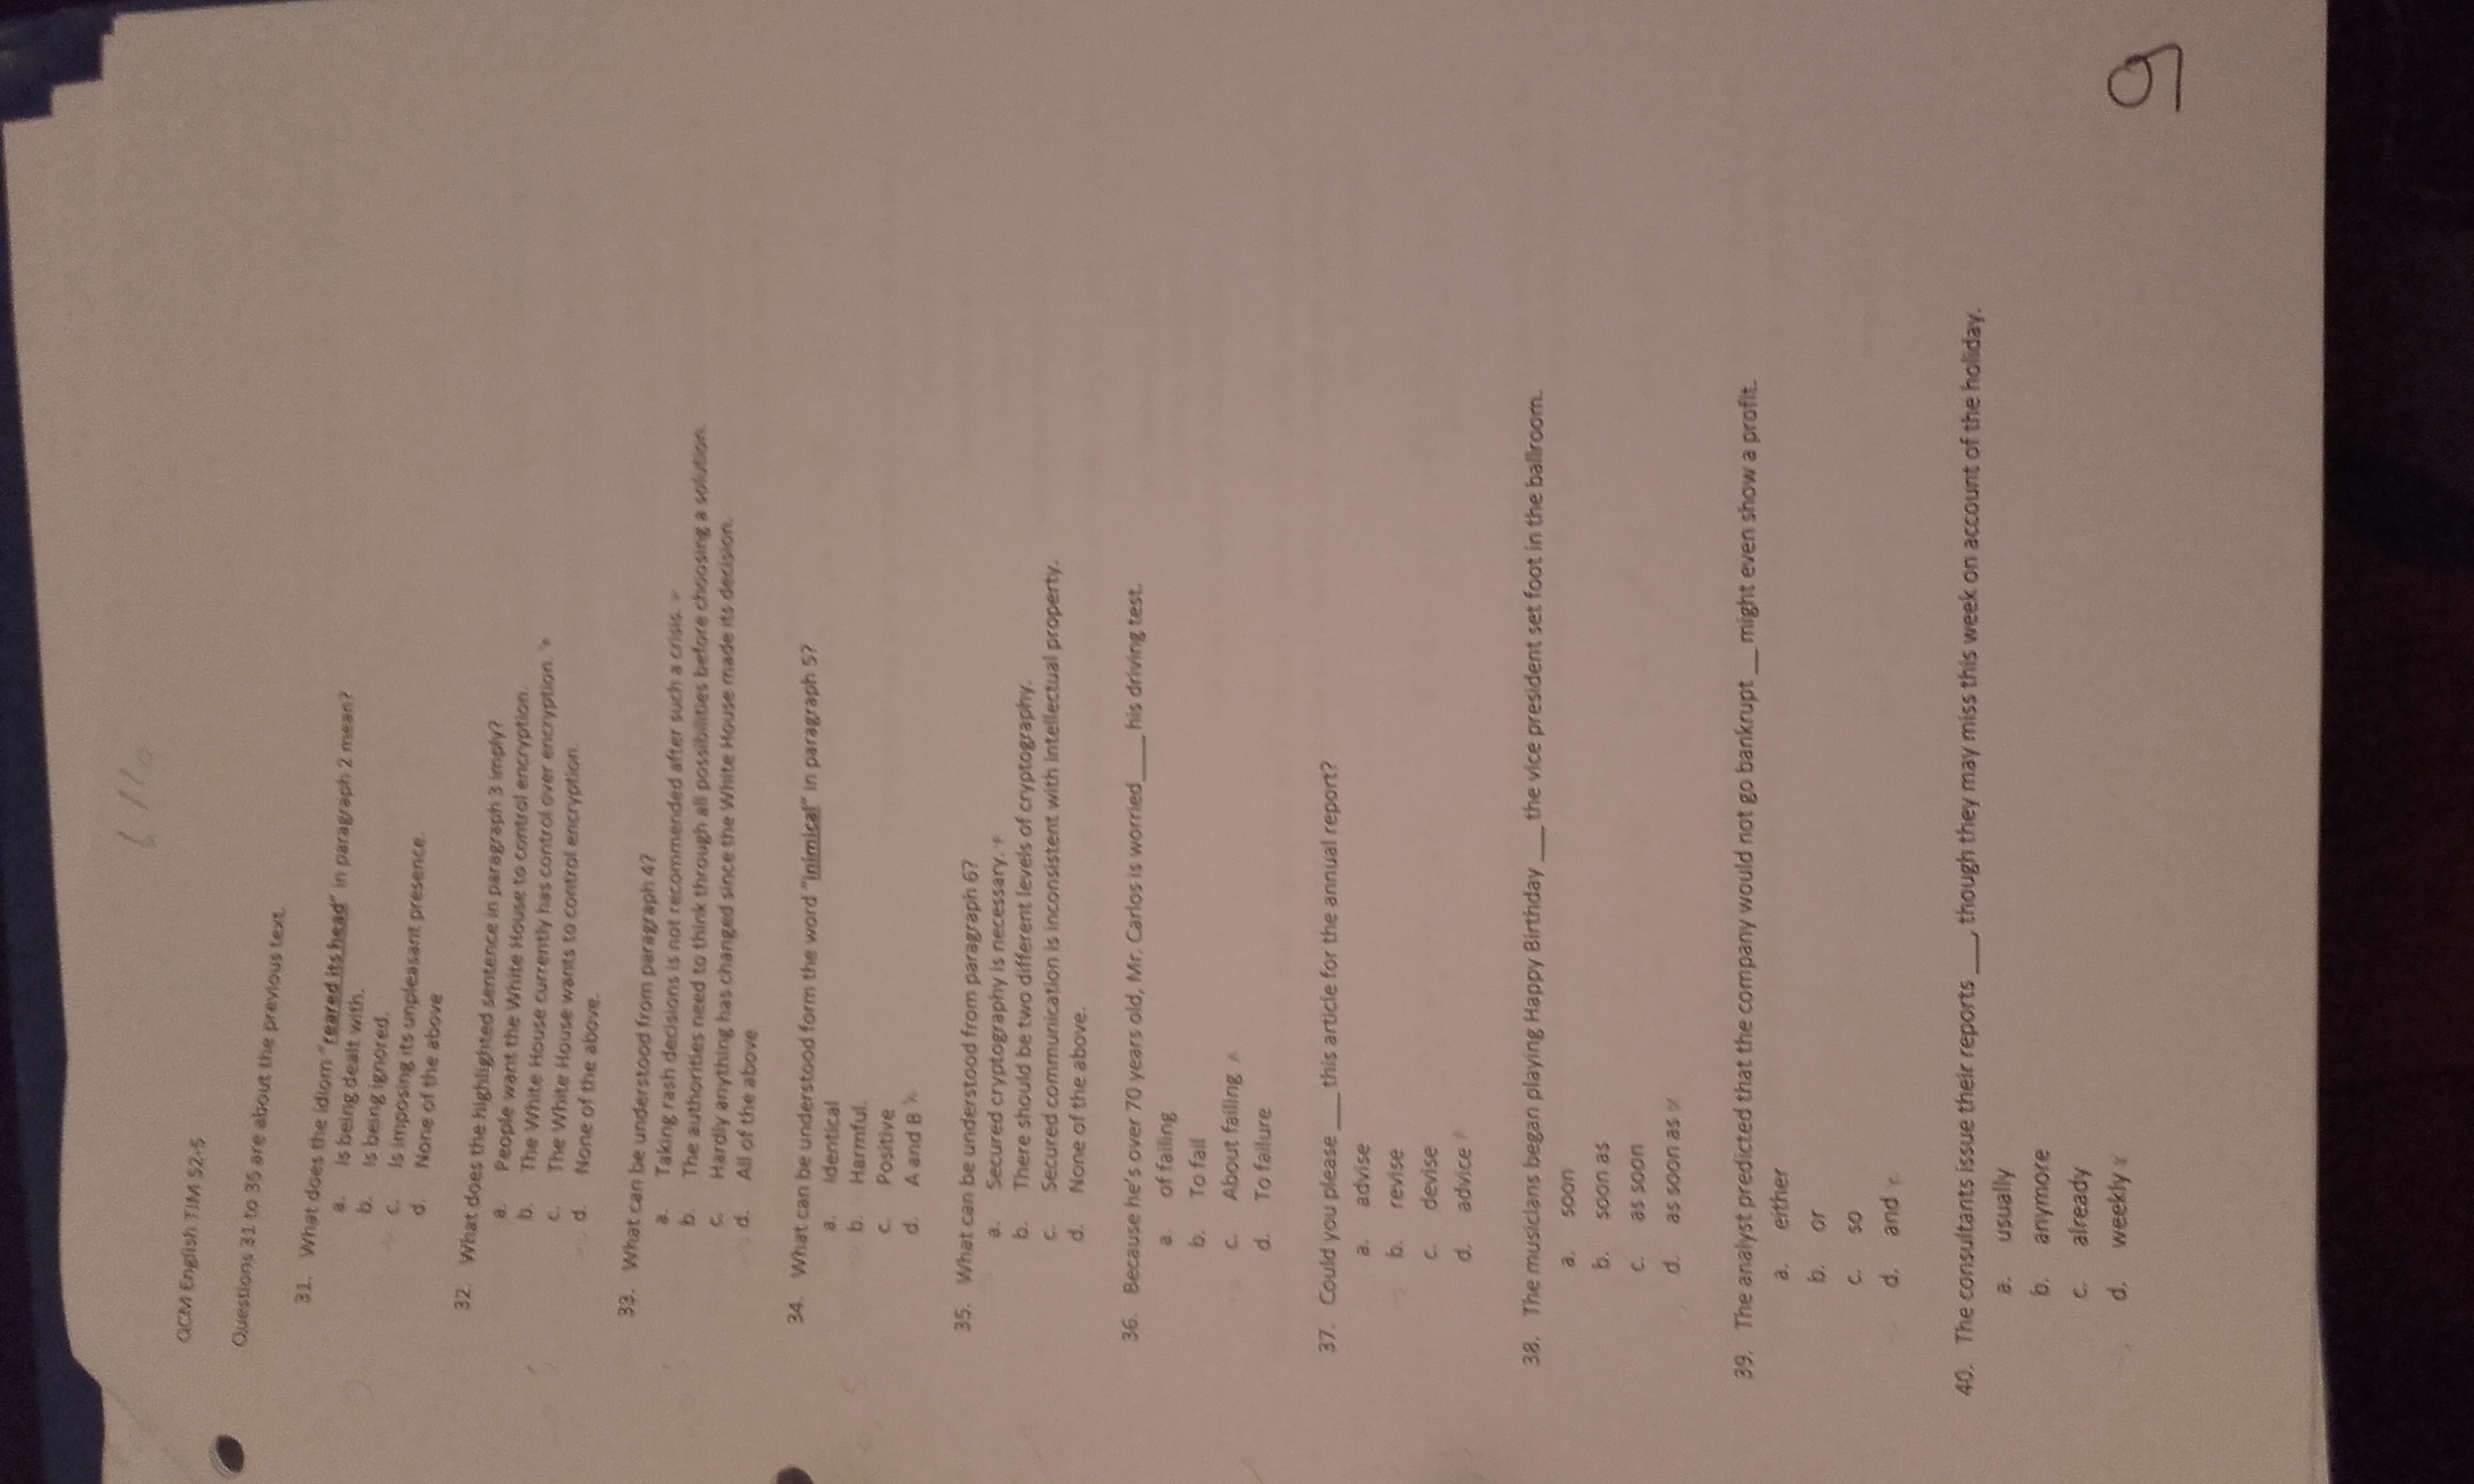 QCM English TIM S2-5
Questions 31 to 35 are about the previous text.
31. What does the idiom "reared its head" in paragraph 2 mean?
a. Is being dealt with.
b. Is being ignored.
c. Is imposing its unpleasant presence.
d. None of the above
32. What does the highlighted sentence in paragraph 3 imply?
a. People want the White House to control encryption.
b. The White House currently has control over encryption.
c. The White House wants to control encryption.
d. None of the above.
33. What can be understood from paragraph 4?
a. Taking rash decisions is not recommended after such a crisis.
b. The authorities need to think through all possibilities before choosing a solution.
c. Hardly anything has changed since the White House made its decision.
d. All of the above
34. What can be understood form the word "inimical" in paragraph 5?
a. Identical
b. Harmful.
c. Positive
d. A and B
35. What can be understood from paragraph 6?
a. Secured cryptography is necessary.
b. There should be two different levels of cryptography.
c. Secured communication is inconsistent with intellectual property.
d. None of the above.
36. Because he's over 70 years old, Mr. Carlos is worried____ his driving test.
a. of failing
b. To fail
c. About failing
d. To failure
37. Could you please ___ this article for the annual report?
a. advise
b. revise
c. devise
d. advice
38. The musicians began playing Happy Birthday ___ the vice president set foot in the ballroom.
a. soon
b. soon as
c. as soon
d. as soon as
39. The analyst predicted that the company would not go bankrupt __ might even show a profit.
a. either
b. or
c. so
d. and
40. The consultants issue their reports ___, though they may miss this week on account of the holiday.
a. usually
b. anymore
c. already
d. weekly
9